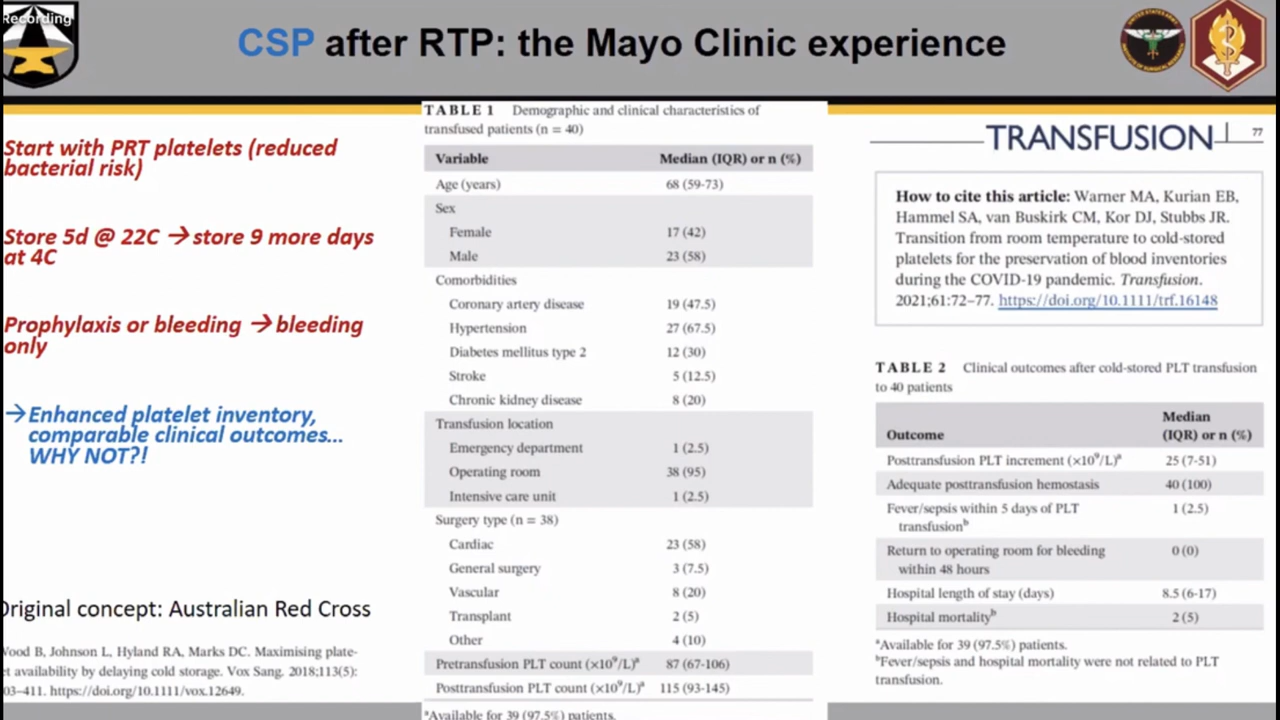 Recording
CSP after RTP: the Mayo Clinic experience
Start with PRT platelets (reduced
bacterial risk)
Store 5d @ 22C → store 9 more days
at 4C
Prophylaxis or bleeding → bleeding
only
→Enhanced platelet inventory,
comparable clinical outcomes...
WHY NOT?!
Original concept: Australian Red Cross
Wood B, Johnson L, Hyland RA, Marks DC. Maximising plate-
et availability by delaying cold storage. Vox Sang. 2018;113(5):
03–411. https://doi.org/10.1111/vox.12649.
TABLE 1 Demographic and clinical characteristics of
transfused patients (n = 40)
Variable Median (IQR) or n (%)
Age (years) 68 (59-73)
Sex
Female 17 (42)
Male 23 (58)
Comorbidities
Coronary artery disease 19 (47.5)
Hypertension 27 (67.5)
Diabetes mellitus type 2 12 (30)
Stroke 5 (12.5)
Chronic kidney disease 8 (20)
Transfusion location
Emergency department 1 (2.5)
Operating room 38 (95)
Intensive care unit 1 (2.5)
Surgery type (n = 38)
Cardiac 23 (58)
General surgery 3 (7.5)
Vascular 8 (20)
Transplant 2 (5)
Other 4 (10)
Pretransfusion PLT count (×10⁹/L)ᵃ 87 (67-106)
Posttransfusion PLT count (×10⁹/L)ᵃ 115 (93-145)
ᵃAvailable for 39 (97.5%) patients.
TRANSFUSION 77
How to cite this article: Warner MA, Kurian EB,
Hammel SA, van Buskirk CM, Kor DJ, Stubbs JR.
Transition from room temperature to cold-stored
platelets for the preservation of blood inventories
during the COVID-19 pandemic. Transfusion.
2021;61:72–77. https://doi.org/10.1111/trf.16148
TABLE 2 Clinical outcomes after cold-stored PLT transfusion
to 40 patients
Outcome Median (IQR) or n (%)
Posttransfusion PLT increment (×10⁹/L)ᵃ 25 (7-51)
Adequate posttransfusion hemostasis 40 (100)
Fever/sepsis within 5 days of PLT 1 (2.5)
transfusionᵇ
Return to operating room for bleeding 0 (0)
within 48 hours
Hospital length of stay (days) 8.5 (6-17)
Hospital mortalityᵇ 2 (5)
ᵃAvailable for 39 (97.5%) patients.
ᵇFever/sepsis and hospital mortality were not related to PLT
transfusion.